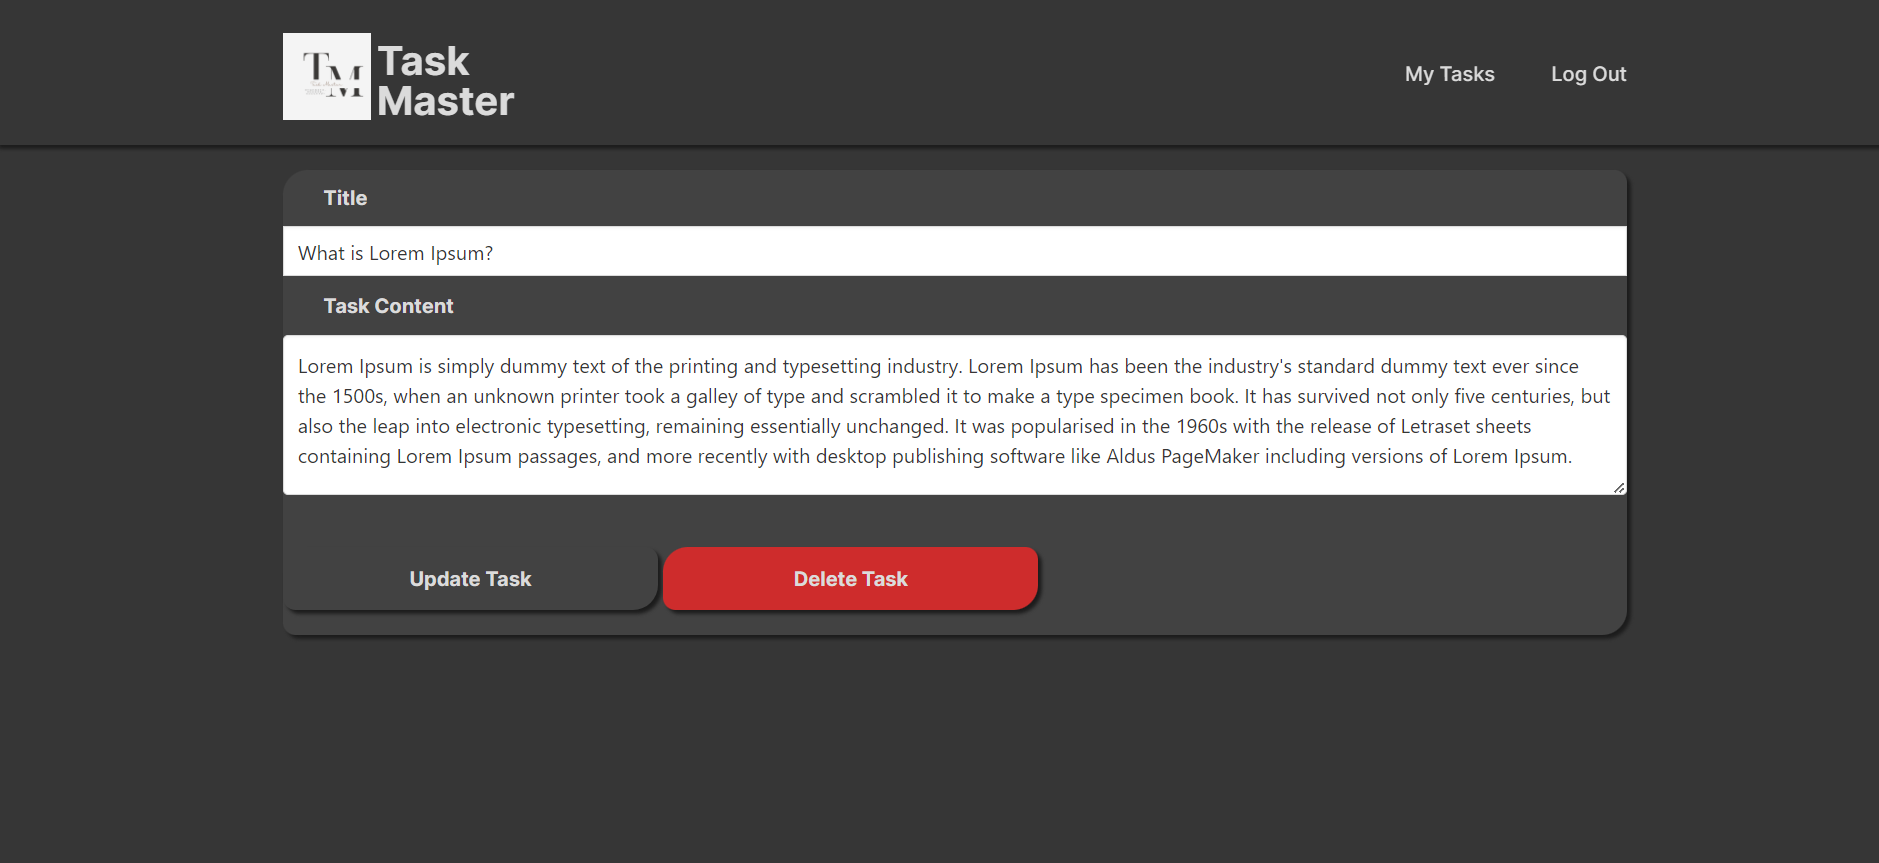 TM
Task
Master
My Tasks
Log Out
Title
What is Lorem Ipsum?
Task Content
Lorem Ipsum is simply dummy text of the printing and typesetting industry. Lorem Ipsum has been the industry's standard dummy text ever since
the 1500s, when an unknown printer took a galley of type and scrambled it to make a type specimen book. It has survived not only five centuries, but
also the leap into electronic typesetting, remaining essentially unchanged. It was popularised in the 1960s with the release of Letraset sheets
containing Lorem Ipsum passages, and more recently with desktop publishing software like Aldus PageMaker including versions of Lorem Ipsum.
Update Task
Delete Task